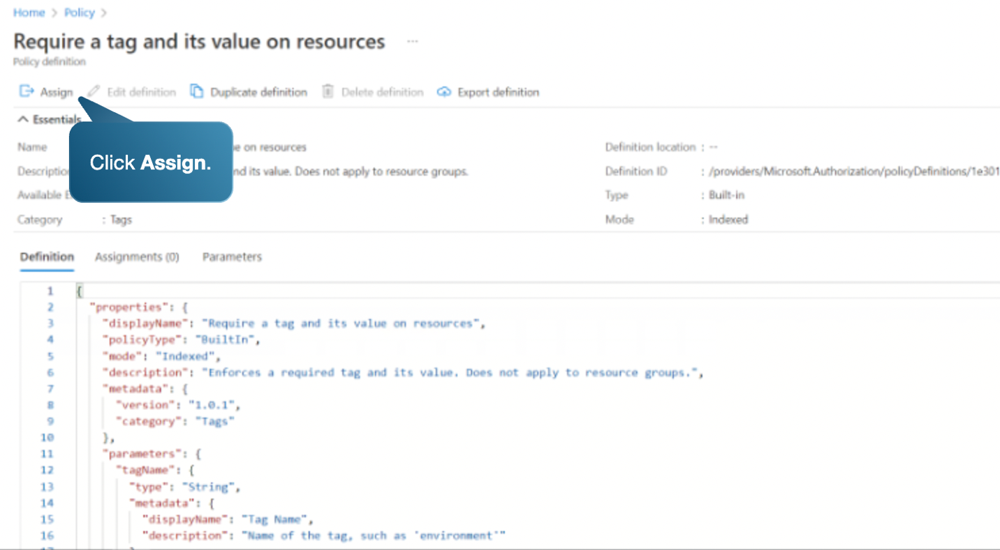 Home > Policy >
Require a tag and its value on resources ...
Policy definition
Assign Edit definition Duplicate definition Delete definition Export definition
Essentials
Name e on resources Definition location : --
Description nd its value. Does not apply to resource groups. Definition ID : /providers/Microsoft.Authorization/policyDefinitions/1e301
Available Type : Built-in
Category : Tags Mode : Indexed
Click Assign.
Definition Assignments (0) Parameters
1 {
2 "properties": {
3 "displayName": "Require a tag and its value on resources",
4 "policyType": "BuiltIn",
5 "mode": "Indexed",
6 "description": "Enforces a required tag and its value. Does not apply to resource groups.",
7 "metadata": {
8 "version": "1.0.1",
9 "category": "Tags"
10 },
11 "parameters": {
12 "tagName": {
13 "type": "String",
14 "metadata": {
15 "displayName": "Tag Name",
16 "description": "Name of the tag, such as 'environment'"